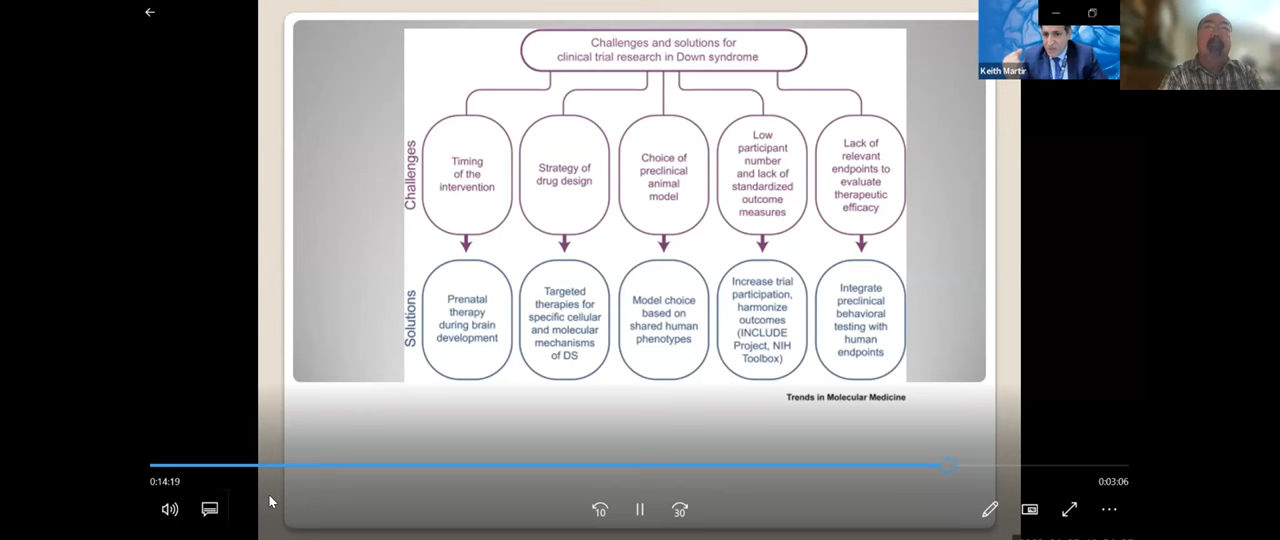 Keith Martir
Challenges and solutions for
clinical trial research in Down syndrome
Challenges
Timing
of the
intervention
Strategy of
drug design
Choice of
preclinical
animal
model
Low
participant
number
and lack of
standardized
outcome
measures
Lack of
relevant
endpoints to
evaluate
therapeutic
efficacy
Solutions
Prenatal
therapy
during brain
development
Targeted
therapies for
specific cellular
and molecular
mechanisms
of DS
Model choice
based on
shared human
phenotypes
Increase trial
participation,
harmonize
outcomes
(INCLUDE
Project, NIH
Toolbox)
Integrate
preclinical
behavioral
testing with
human
endpoints
Trends in Molecular Medicine
0:14:19
0:03:06
10
30